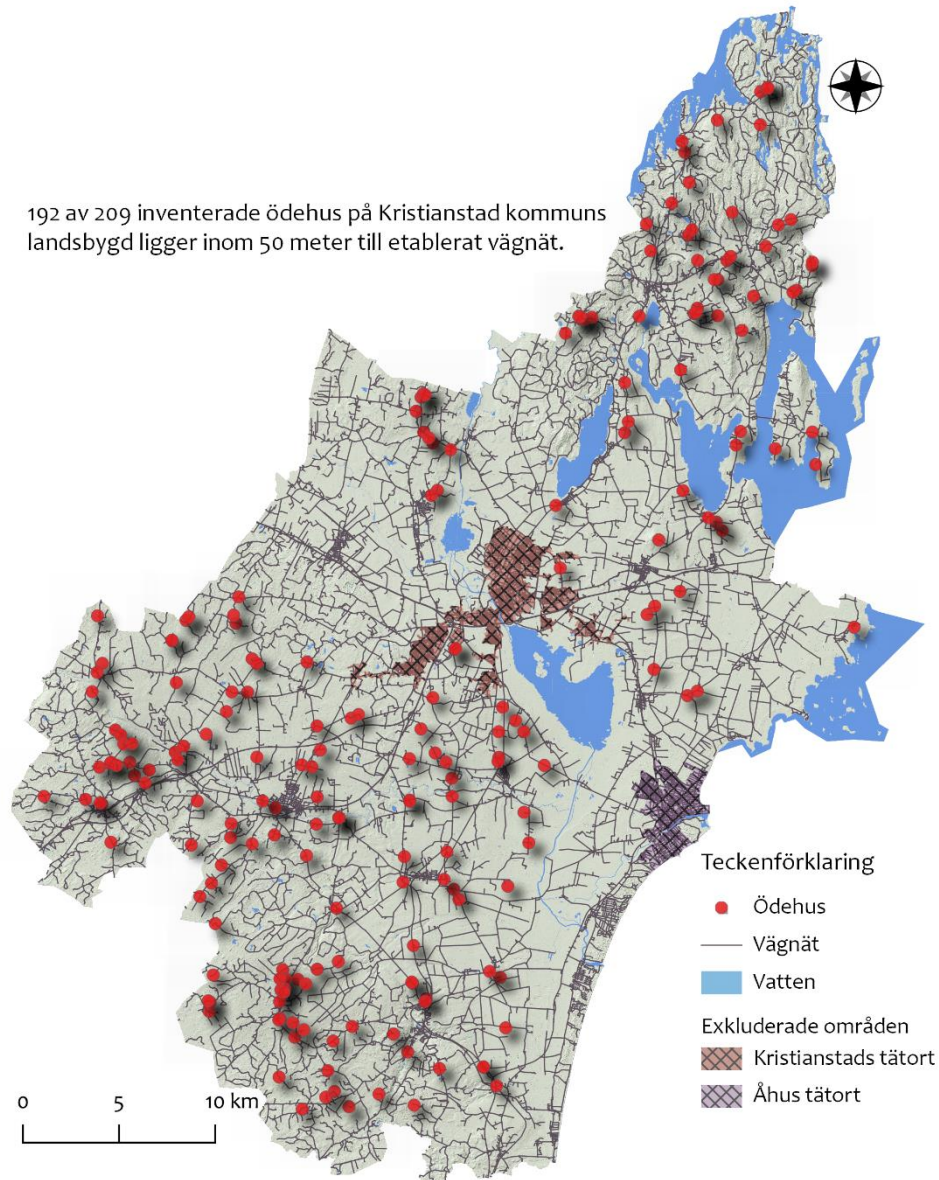 192 av 209 inventerade ödehus på Kristianstad kommuns
landsbygd ligger inom 50 meter till etablerat vägnät.
Teckenförklaring
Ödehus
Vägnät
Vatten
Exkluderade områden
Kristianstads tätort
Åhus tätort
0 5 10 km